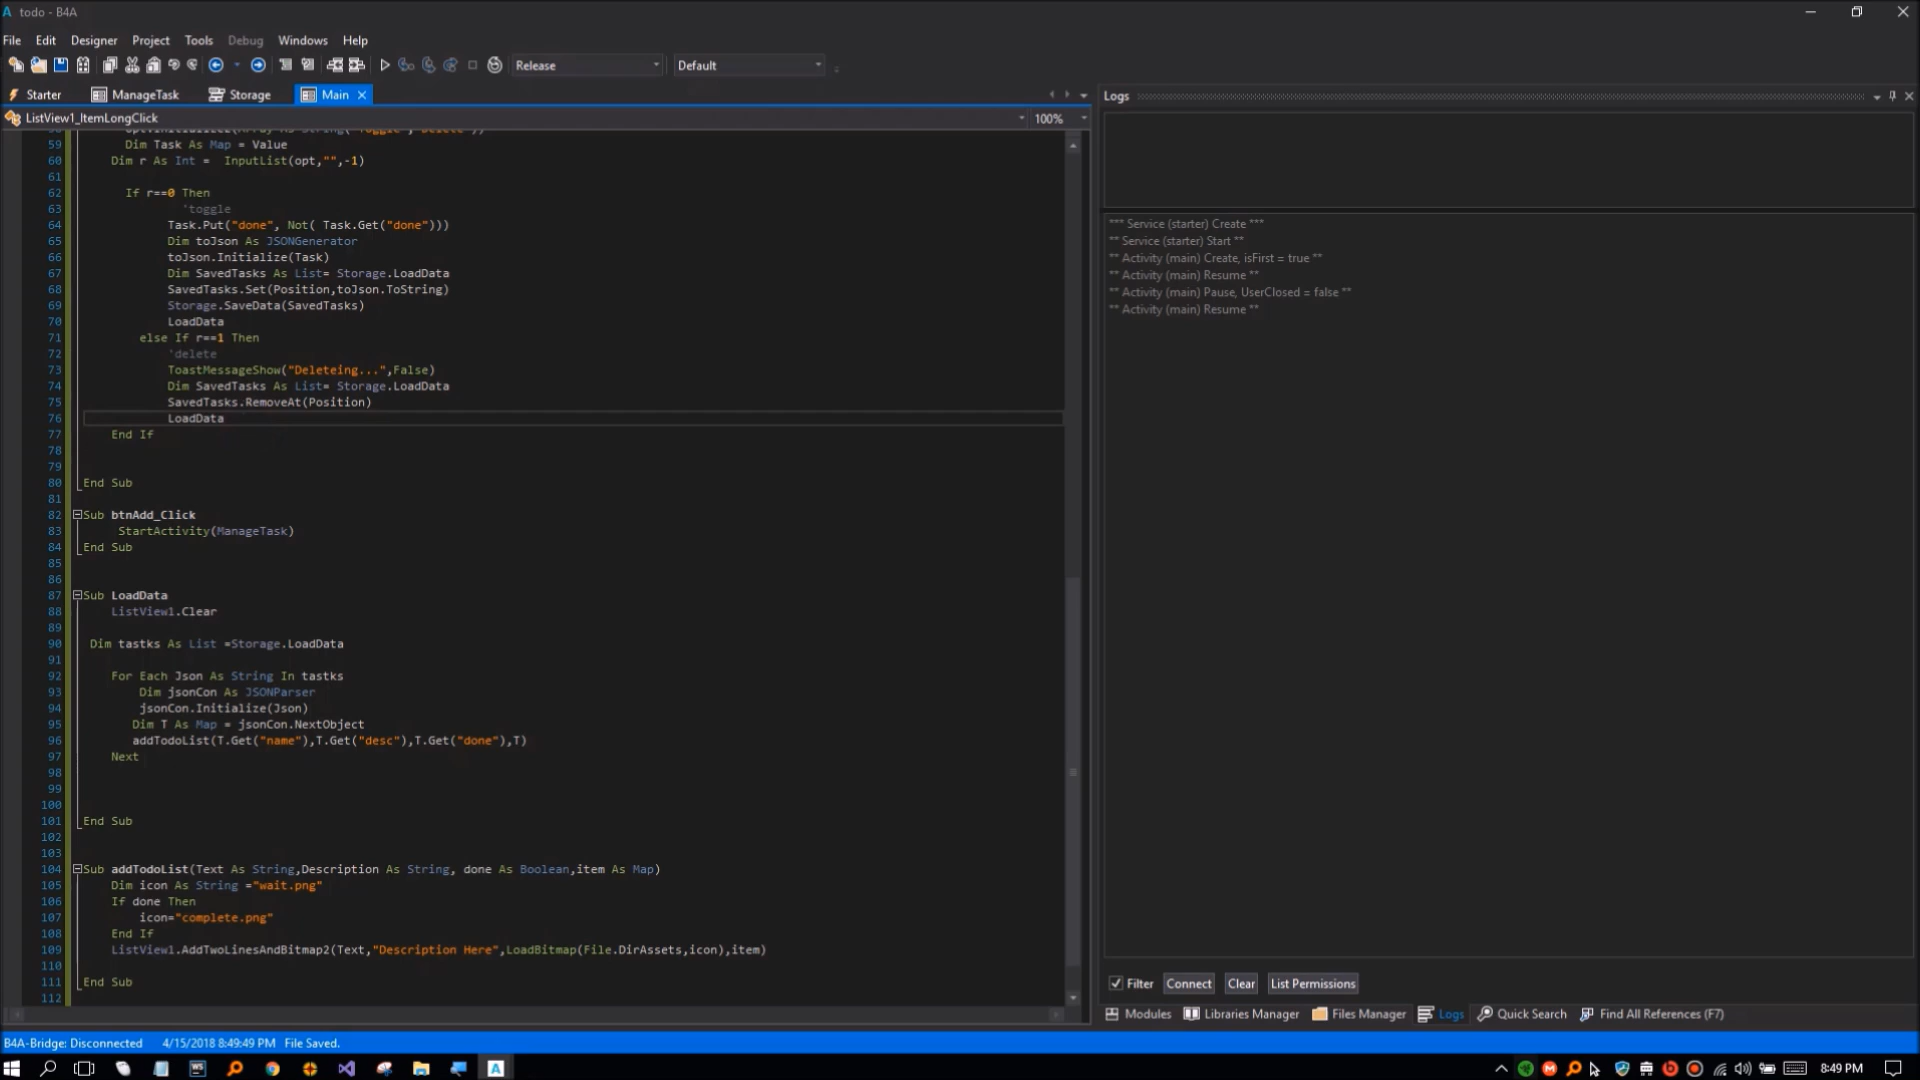 todo - B4A
File Edit Designer Project Tools Debug Windows Help
Release Default
Starter ManageTask Storage Main
ListView1_ItemLongClick 100%
59 Dim Task As Map = Value
60 Dim r As Int = InputList(opt,"",-1)
61
62 If r==0 Then
63 'toggle
64 Task.Put("done", Not( Task.Get("done")))
65 Dim toJson As JSONGenerator
66 toJson.Initialize(Task)
67 Dim SavedTasks As List= Storage.LoadData
68 SavedTasks.Set(Position,toJson.ToString)
69 Storage.SaveData(SavedTasks)
70 LoadData
71 else If r==1 Then
72 'delete
73 ToastMessageShow("Deleteing...",False)
74 Dim SavedTasks As List= Storage.LoadData
75 SavedTasks.RemoveAt(Position)
76 LoadData
77 End If
78
79
80 End Sub
81
82 Sub btnAdd_Click
83 StartActivity(ManageTask)
84 End Sub
85
86
87 Sub LoadData
88 ListView1.Clear
89
90 Dim tastks As List =Storage.LoadData
91
92 For Each Json As String In tastks
93 Dim jsonCon As JSONParser
94 jsonCon.Initialize(Json)
95 Dim T As Map = jsonCon.NextObject
96 addTodoList(T.Get("name"),T.Get("desc"),T.Get("done"),T)
97 Next
98
99
100
101 End Sub
102
103
104 Sub addTodoList(Text As String,Description As String, done As Boolean,item As Map)
105 Dim icon As String ="wait.png"
106 If done Then
107 icon="complete.png"
108 End If
109 ListView1.AddTwoLinesAndBitmap2(Text,"Description Here",LoadBitmap(File.DirAssets,icon),item)
110
111 End Sub
112
Logs
*** Service (starter) Create ***
** Service (starter) Start **
** Activity (main) Create, isFirst = true **
** Activity (main) Resume **
** Activity (main) Pause, UserClosed = false **
** Activity (main) Resume **
Filter Connect Clear List Permissions
Modules Libraries Manager Files Manager Logs Quick Search Find All References (F7)
B4A-Bridge: Disconnected 4/15/2018 8:49:49 PM File Saved.
8:49 PM